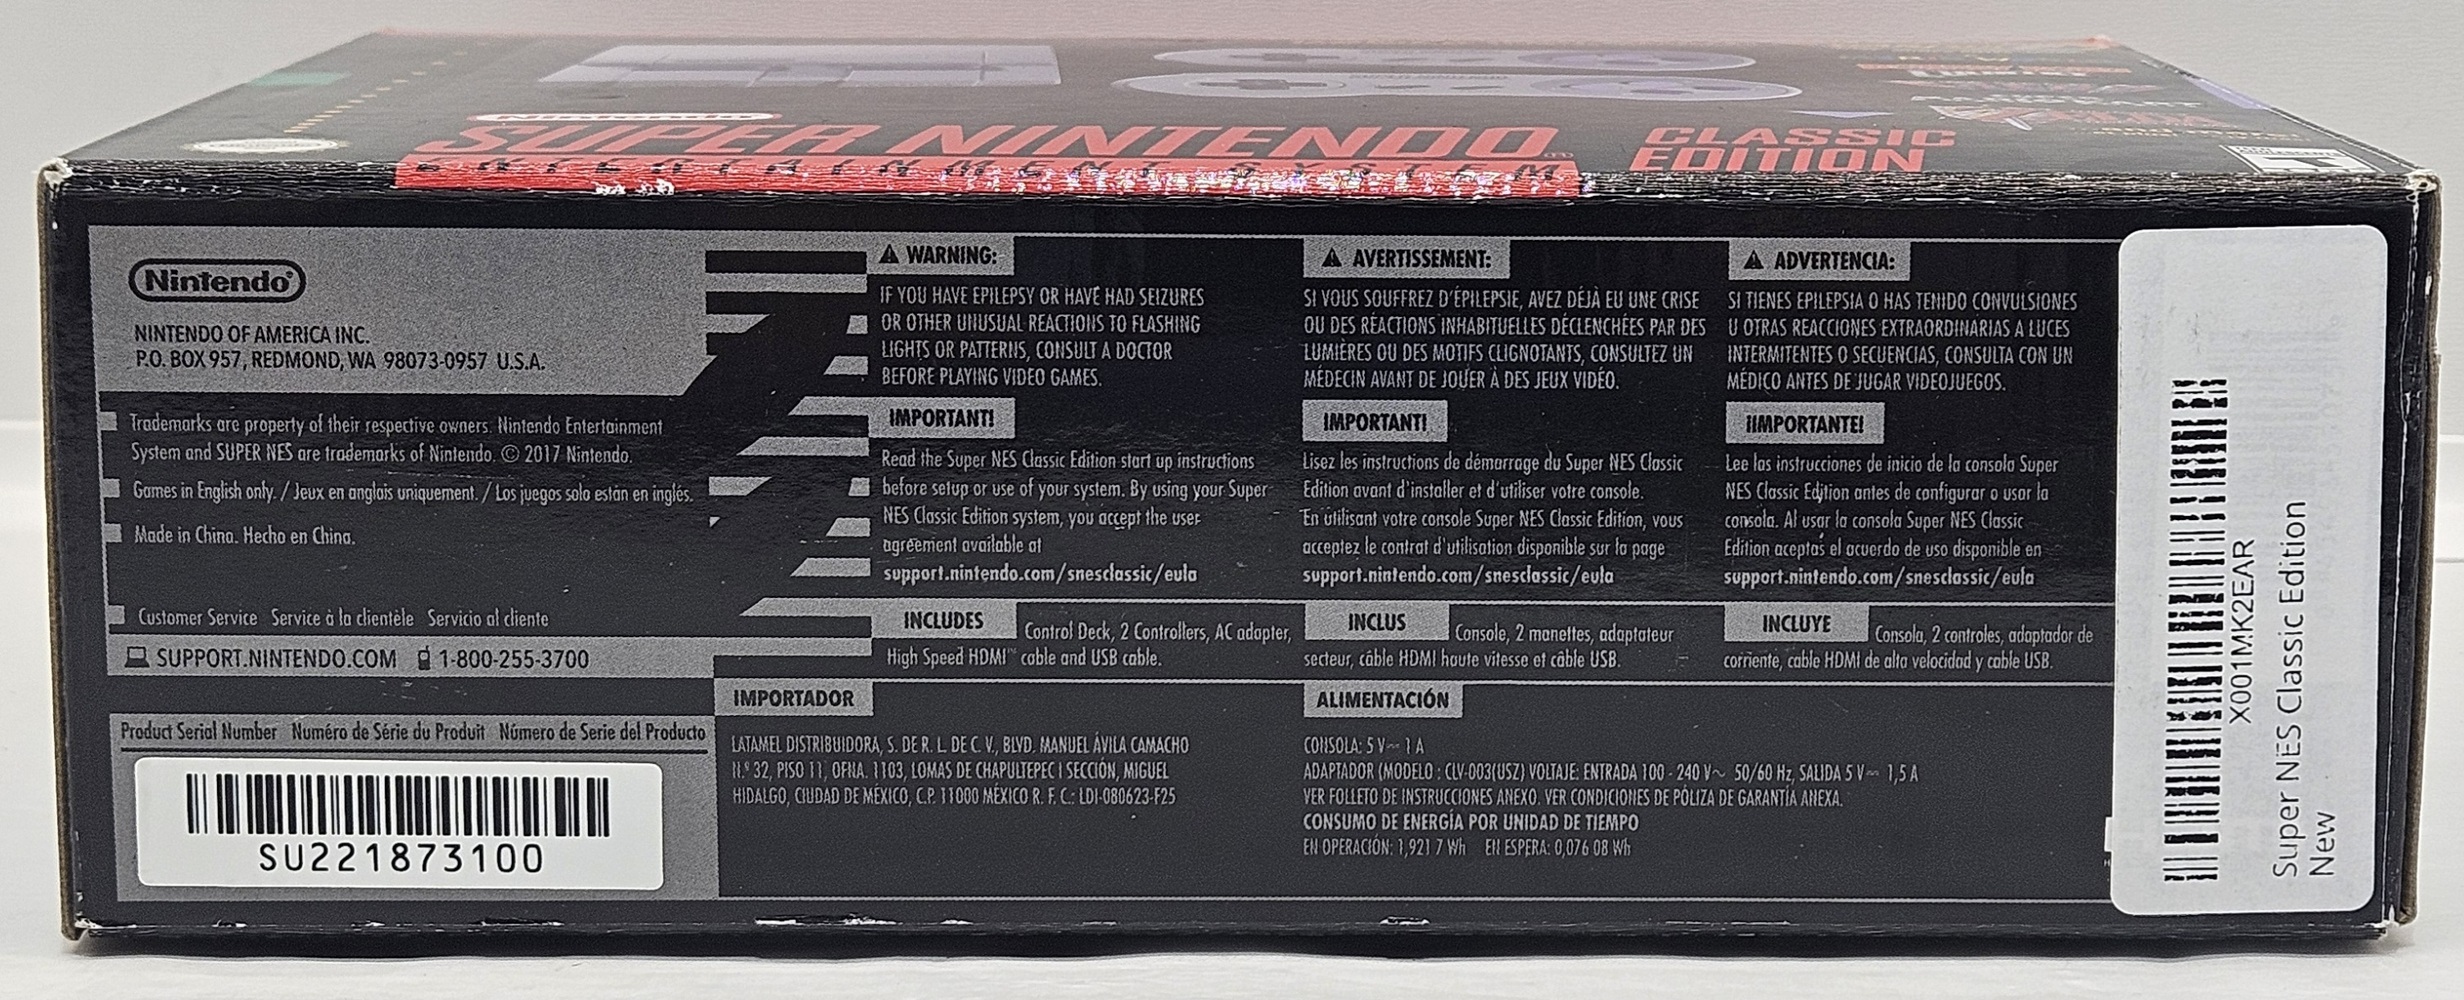 Nintendo
SUPER NINTENDO
ENTERTAINMENT SYSTEM
CLASSIC
EDITION
Nintendo®
NINTENDO OF AMERICA INC.
P.O. BOX 957, REDMOND, WA 98073-0957 U.S.A.
Trademarks are property of their respective owners. Nintendo Entertainment
System and SUPER NES are trademarks of Nintendo. © 2017 Nintendo.
Games in English only. / Jeux en anglais uniquement. / Los juegos solo están en inglés.
Made in China. Hecho en China.
Customer Service Service à la clientèle Servicio al cliente
SUPPORT.NINTENDO.COM 1-800-255-3700
Product Serial Number Numéro de Série du Produit Número de Serie del Producto
SU221873100
⚠ WARNING:
IF YOU HAVE EPILEPSY OR HAVE HAD SEIZURES
OR OTHER UNUSUAL REACTIONS TO FLASHING
LIGHTS OR PATTERNS, CONSULT A DOCTOR
BEFORE PLAYING VIDEO GAMES.
IMPORTANT!
Read the Super NES Classic Edition start up instructions
before setup or use of your system. By using your Super
NES Classic Edition system, you accept the user
agreement available at
support.nintendo.com/snesclassic/eula
INCLUDES Control Deck, 2 Controllers, AC adapter,
High Speed HDMI™ cable and USB cable.
⚠ AVERTISSEMENT:
SI VOUS SOUFFREZ D'ÉPILEPSIE, AVEZ DÉJÀ EU UNE CRISE
OU DES RÉACTIONS INHABITUELLES DÉCLENCHÉES PAR DES
LUMIÈRES OU DES MOTIFS CLIGNOTANTS, CONSULTEZ UN
MÉDECIN AVANT DE JOUER À DES JEUX VIDÉO.
IMPORTANT!
Lisez les instructions de démarrage du Super NES Classic
Edition avant d'installer et d'utiliser votre console.
En utilisant votre console Super NES Classic Edition, vous
acceptez le contrat d'utilisation disponible sur la page
support.nintendo.com/snesclassic/eula
INCLUS Console, 2 manettes, adaptateur
secteur, câble HDMI haute vitesse et câble USB.
⚠ ADVERTENCIA:
SI TIENES EPILEPSIA O HAS TENIDO CONVULSIONES
U OTRAS REACCIONES EXTRAORDINARIAS A LUCES
INTERMITENTES O SECUENCIAS, CONSULTA CON UN
MÉDICO ANTES DE JUGAR VIDEOJUEGOS.
¡IMPORTANTE!
Lee las instrucciones de inicio de la consola Super
NES Classic Edition antes de configurar o usar la
consola. Al usar la consola Super NES Classic
Edition aceptas el acuerdo de uso disponible en
support.nintendo.com/snesclassic/eula
INCLUYE Consola, 2 controles, adaptador de
corriente, cable HDMI de alta velocidad y cable USB.
IMPORTADOR
LATAMEL DISTRIBUIDORA, S. DE R. L. DE C. V., BLVD. MANUEL ÁVILA CAMACHO
N.º 32, PISO 11, OFNA. 1103, LOMAS DE CHAPULTEPEC I SECCIÓN, MIGUEL
HIDALGO, CIUDAD DE MÉXICO, C.P. 11000 MÉXICO R. F. C.: LDI-080623-F25
ALIMENTACIÓN
CONSOLA: 5 V⎓ 1 A
ADAPTADOR (MODELO : CLV-003(USZ) VOLTAJE: ENTRADA 100 - 240 V~ 50/60 Hz, SALIDA 5 V⎓ 1,5 A
VER FOLLETO DE INSTRUCCIONES ANEXO. VER CONDICIONES DE PÓLIZA DE GARANTÍA ANEXA.
CONSUMO DE ENERGÍA POR UNIDAD DE TIEMPO
EN OPERACIÓN: 1,921 7 Wh EN ESPERA: 0,076 08 Wh
X001MK2EAR
Super NES Classic Edition
New